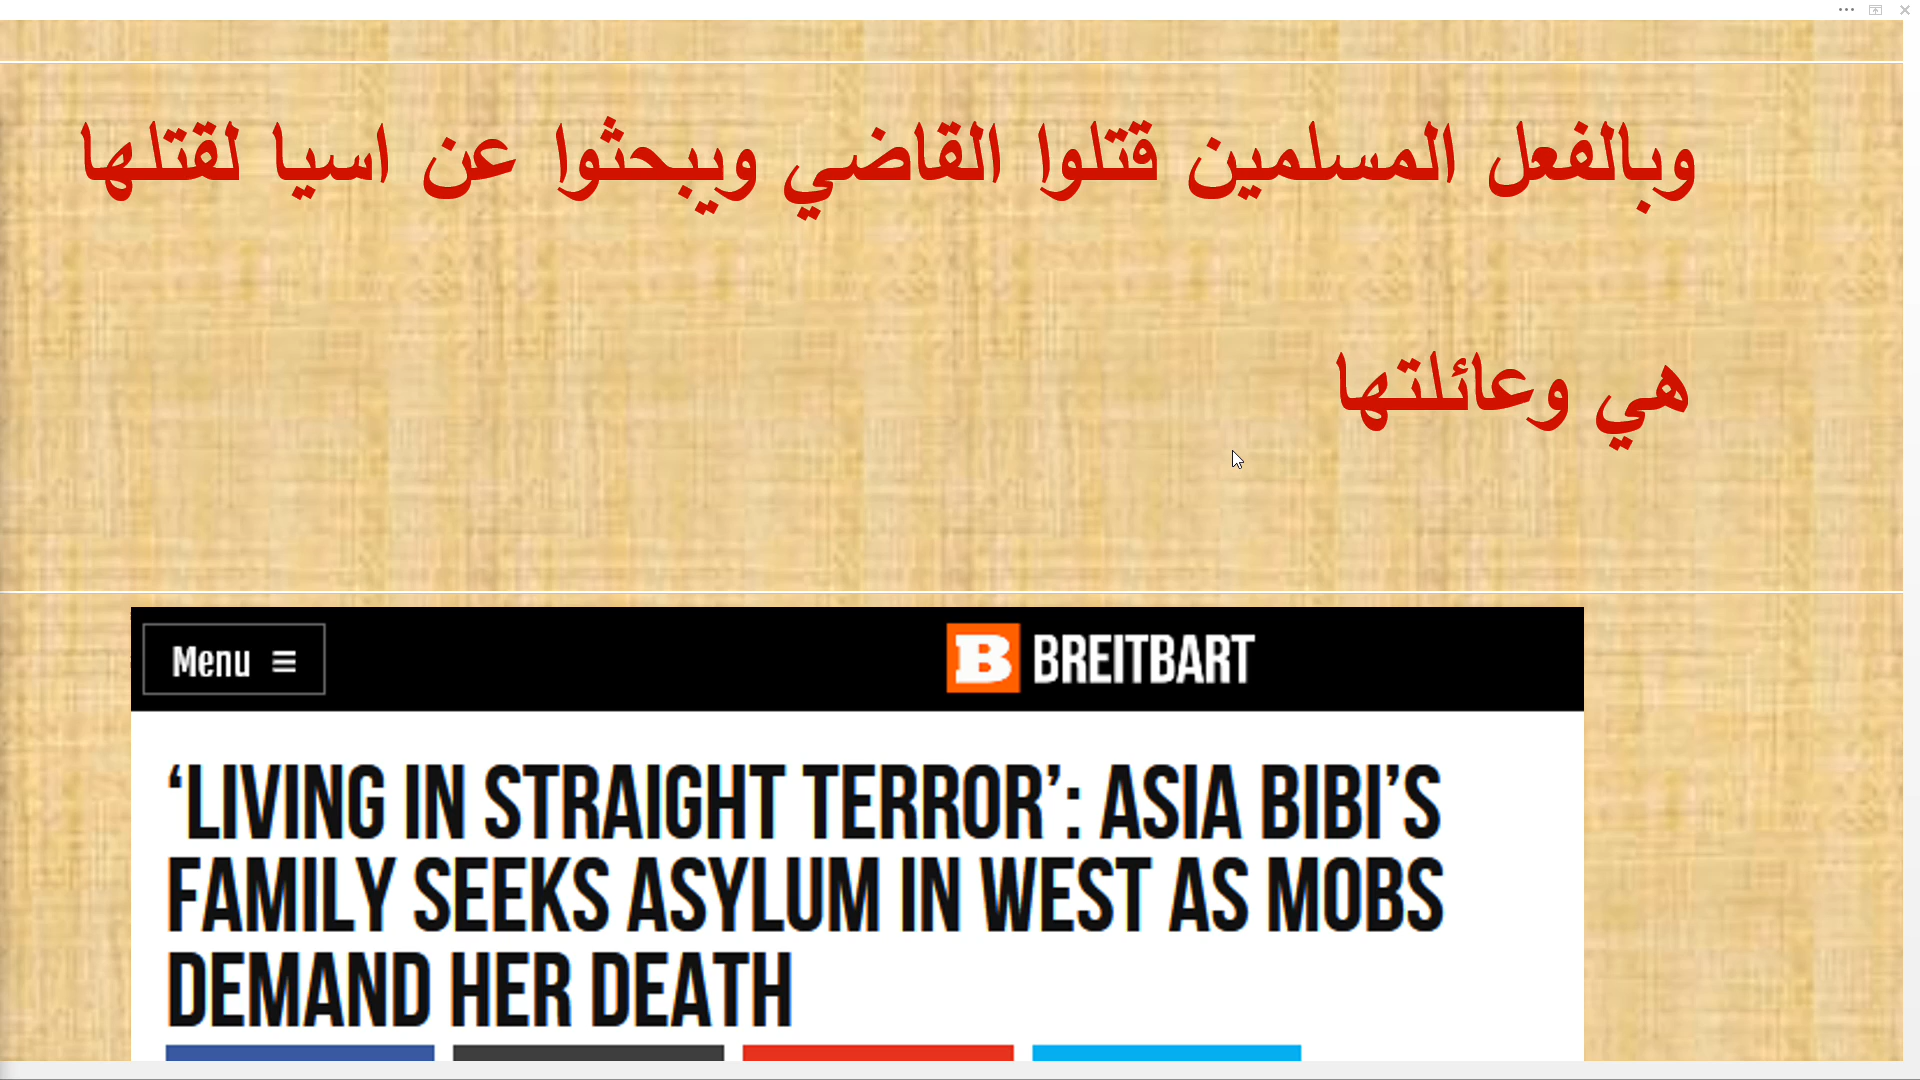 وبالفعل المسلمين قتلوا القاضي ويبحثوا عن اسيا لقتلها
هي وعائلتها
Menu
B BREITBART
‘LIVING IN STRAIGHT TERROR’: ASIA BIBI’S
FAMILY SEEKS ASYLUM IN WEST AS MOBS
DEMAND HER DEATH